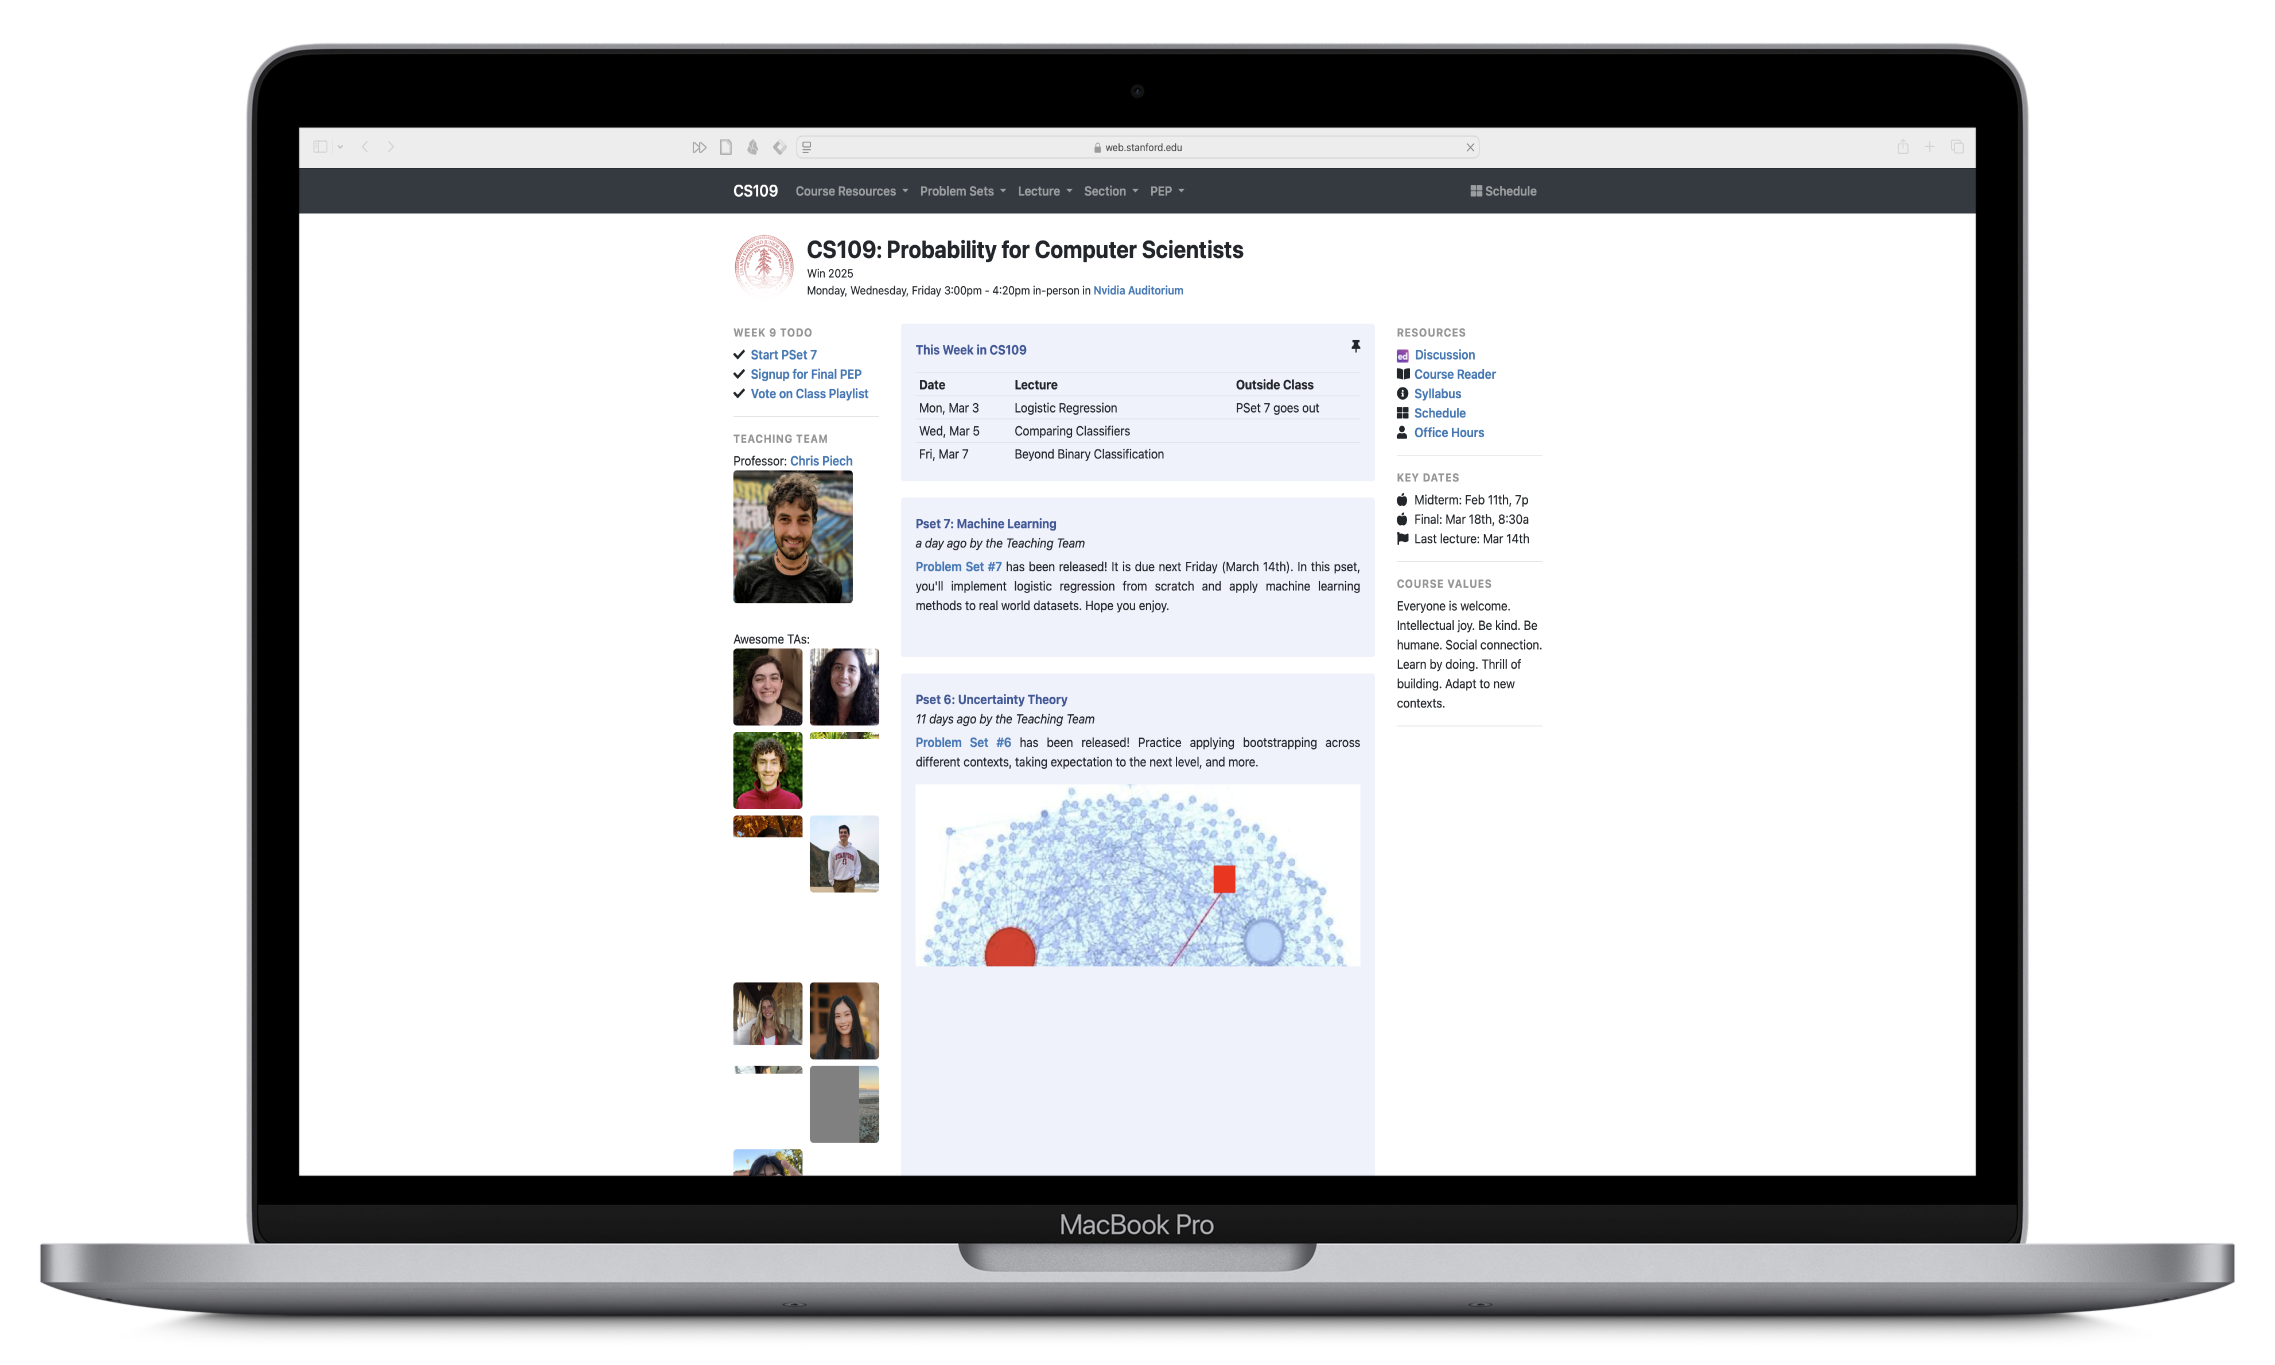 web.stanford.edu
CS109 Course Resources Problem Sets Lecture Section PEP Schedule
CS109: Probability for Computer Scientists
Win 2025
Monday, Wednesday, Friday 3:00pm - 4:20pm in-person in Nvidia Auditorium
WEEK 9 TODO
Start PSet 7
Signup for Final PEP
Vote on Class Playlist
TEACHING TEAM
Professor: Chris Piech
Awesome TAs:
STANFORD
This Week in CS109
Date Lecture Outside Class
Mon, Mar 3 Logistic Regression PSet 7 goes out
Wed, Mar 5 Comparing Classifiers
Fri, Mar 7 Beyond Binary Classification
Pset 7: Machine Learning
a day ago by the Teaching Team
Problem Set #7 has been released! It is due next Friday (March 14th). In this pset,
you'll implement logistic regression from scratch and apply machine learning
methods to real world datasets. Hope you enjoy.
Pset 6: Uncertainty Theory
11 days ago by the Teaching Team
Problem Set #6 has been released! Practice applying bootstrapping across
different contexts, taking expectation to the next level, and more.
RESOURCES
ed Discussion
Course Reader
Syllabus
Schedule
Office Hours
KEY DATES
Midterm: Feb 11th, 7p
Final: Mar 18th, 8:30a
Last lecture: Mar 14th
COURSE VALUES
Everyone is welcome.
Intellectual joy. Be kind. Be
humane. Social connection.
Learn by doing. Thrill of
building. Adapt to new
contexts.
MacBook Pro